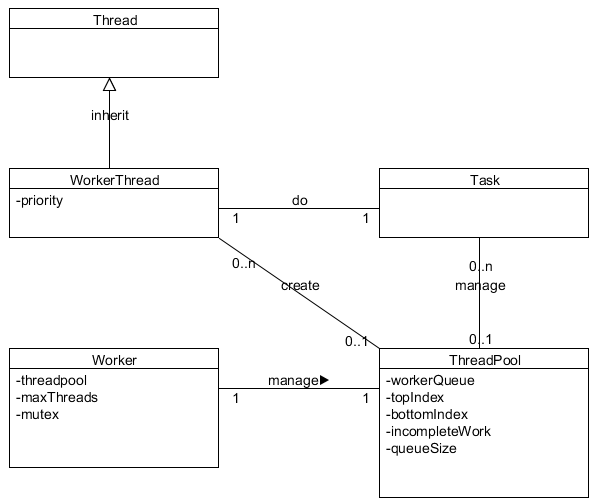 Thread
inherit
WorkerThread
-priority
Task
do
1
1
0..n
create
0..1
0..n
manage
0..1
Worker
-threadpool
-maxThreads
-mutex
manage▶
1
1
ThreadPool
-workerQueue
-topIndex
-bottomIndex
-incompleteWork
-queueSize